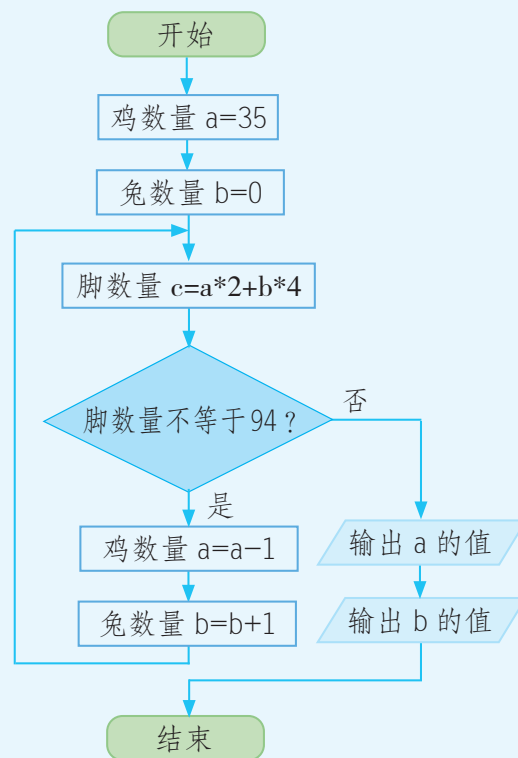 开始
鸡数量 a=35
兔数量 b=0
脚数量 c=a*2+b*4
脚数量不等于94？
否
是
鸡数量 a=a-1
兔数量 b=b+1
输出 a 的值
输出 b 的值
结束